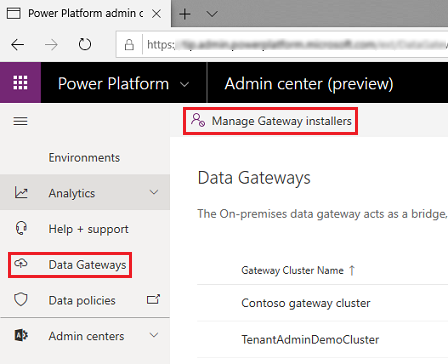 Power Platform admin c
https:
Power Platform
Admin center (preview)
Manage Gateway installers
Environments
Analytics
Help + support
Data Gateways
Data policies
Admin centers
Data Gateways
The On-premises data gateway acts as a bridge,
Gateway Cluster Name ↑
Contoso gateway cluster
TenantAdminDemoCluster